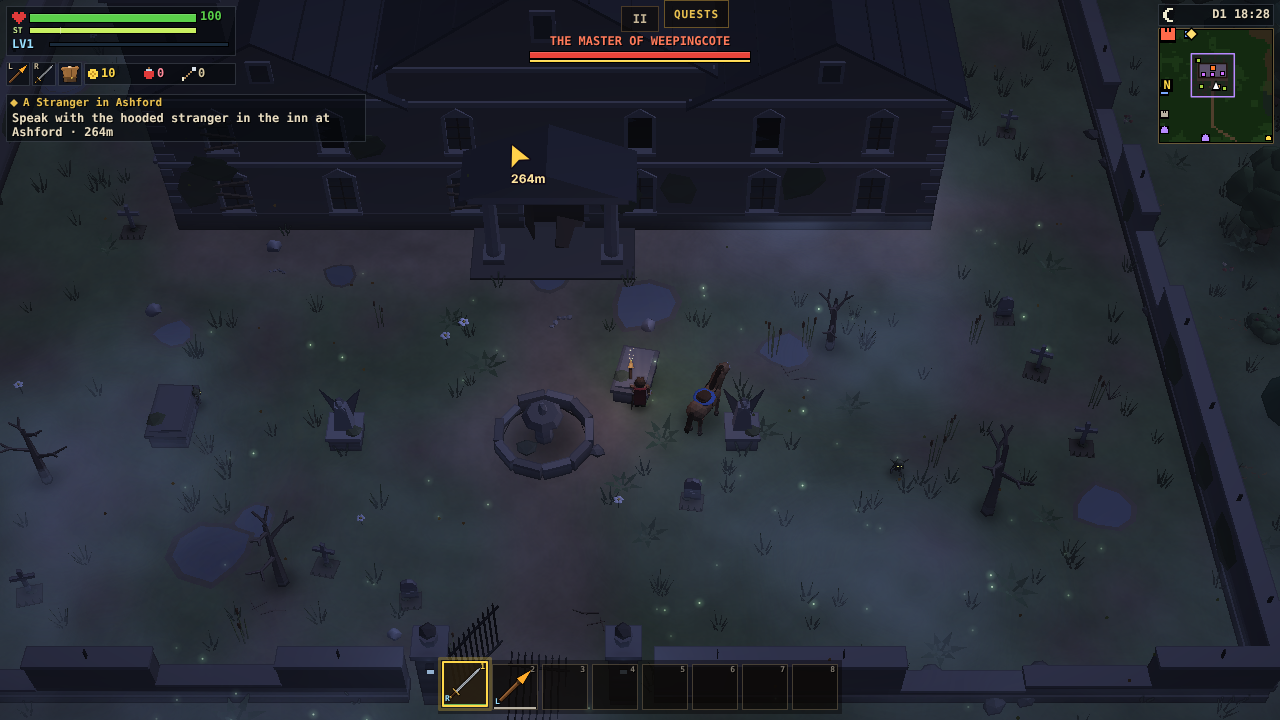 100
ST
LV1
L
R
10
0
0
◆ A Stranger in Ashford
Speak with the hooded stranger in the inn at
Ashford · 264m
II
QUESTS
THE MASTER OF WEEPINGCOTE
264m
D1 18:28
N
1
R
2
L
3
4
5
6
7
8